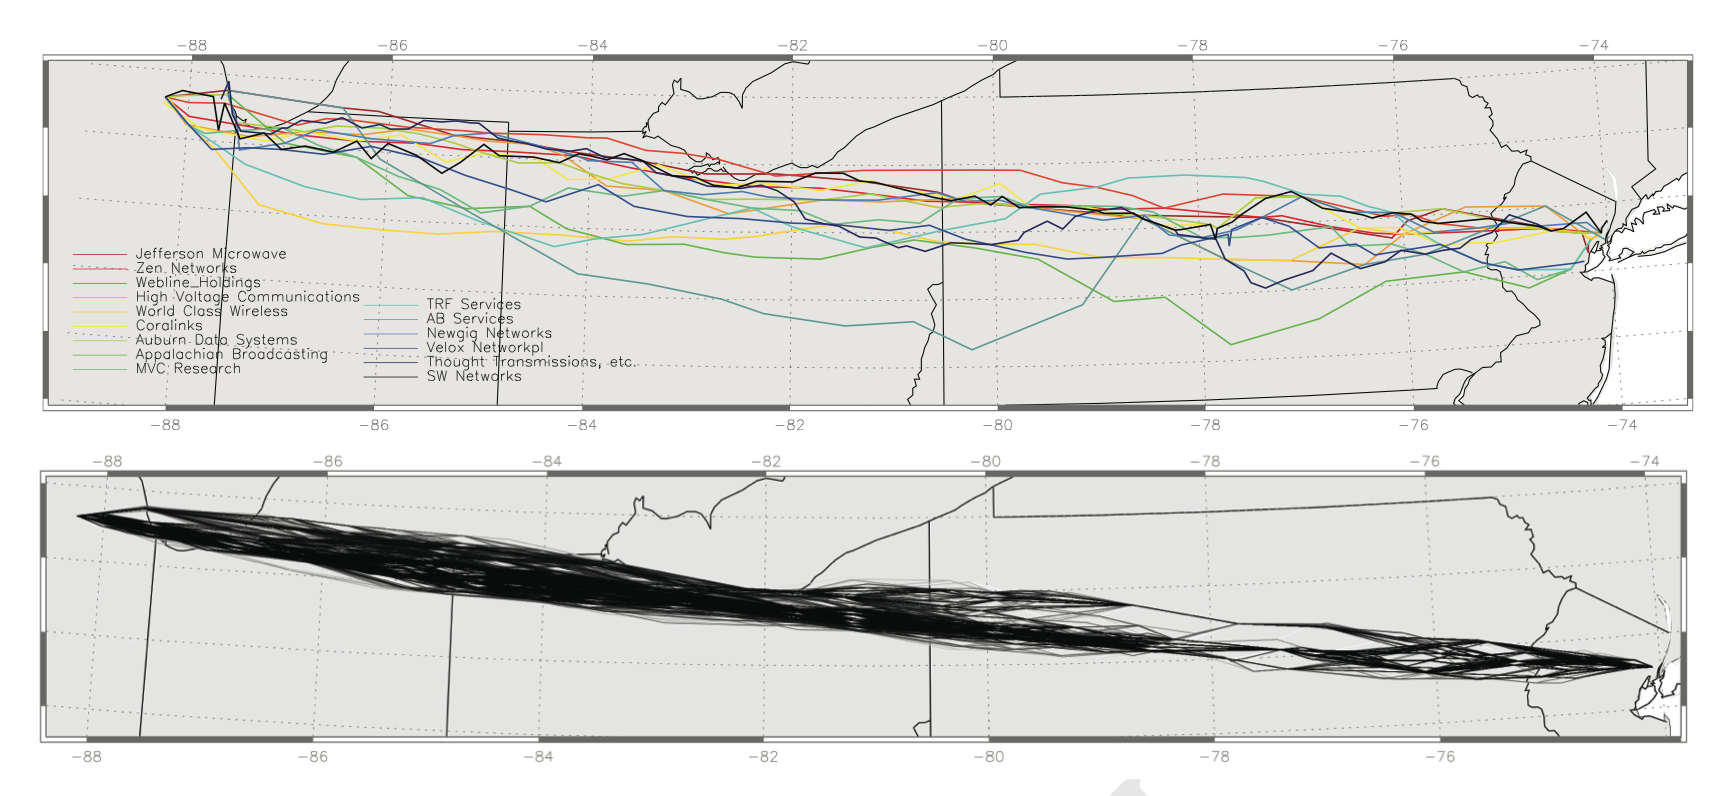 −88 −86 −84 −82 −80 −78 −76 −74
Jefferson Microwave
Zen Networks
Webline Holdings
High Voltage Communications
World Class Wireless
Coralinks
Auburn Data Systems
Appalachian Broadcasting
MVC Research
TRF Services
AB Services
Newgig Networks
Velox Networkpl
Thought Transmissions, etc.
SW Networks
−88 −86 −84 −82 −80 −78 −76 −74
−88 −86 −84 −82 −80 −78 −76 −74
−88 −86 −84 −82 −80 −78 −76